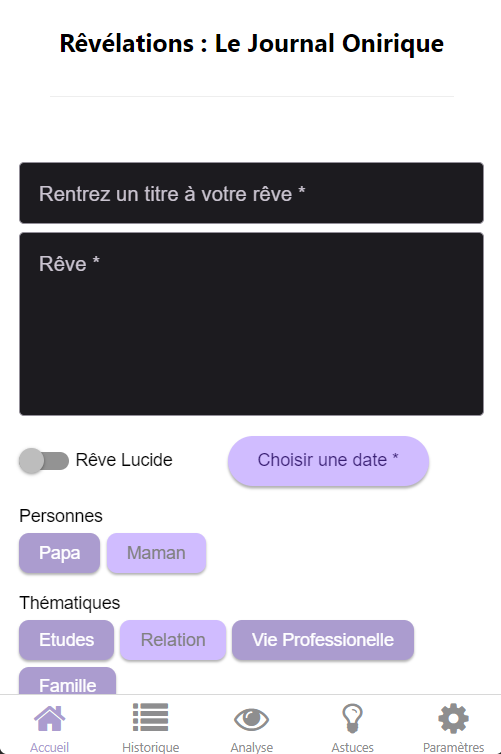 Rêvélations : Le Journal Onirique
Rentrez un titre à votre rêve *
Rêve *
Rêve Lucide
Choisir une date *
Personnes
Papa
Maman
Thématiques
Etudes
Relation
Vie Professionelle
Famille
Accueil
Historique
Analyse
Astuces
Paramètres